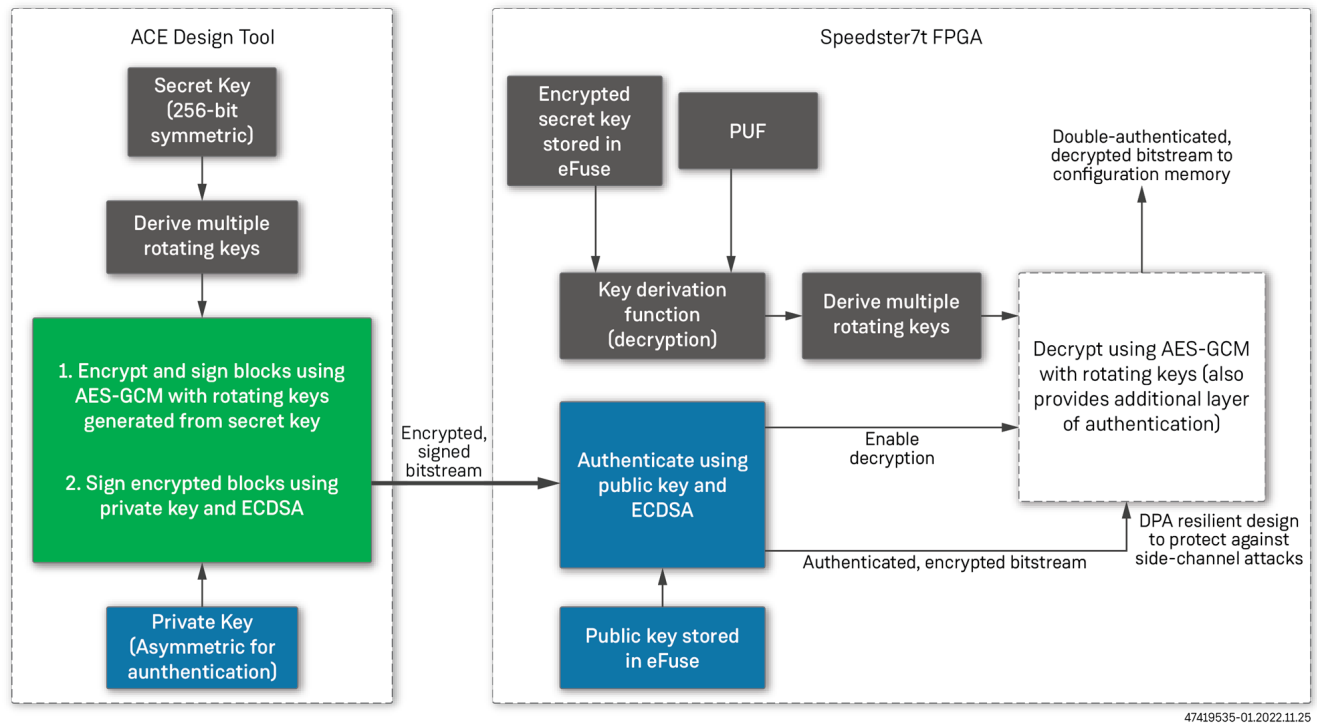 ACE Design Tool
Secret Key
(256-bit
symmetric)
Derive multiple
rotating keys
1. Encrypt and sign blocks using
AES-GCM with rotating keys
generated from secret key
2. Sign encrypted blocks using
private key and ECDSA
Private Key
(Asymmetric for
aunthentication)
Encrypted,
signed
bitstream
Speedster7t FPGA
Encrypted
secret key
stored in
eFuse
PUF
Key derivation
function
(decryption)
Derive multiple
rotating keys
Double-authenticated,
decrypted bitstream to
configuration memory
Decrypt using AES-GCM
with rotating keys (also
provides additional layer
of authentication)
Authenticate using
public key and
ECDSA
Enable
decryption
Authenticated, encrypted bitstream
DPA resilient design
to protect against
side-channel attacks
Public key stored
in eFuse
47419535-01.2022.11.25